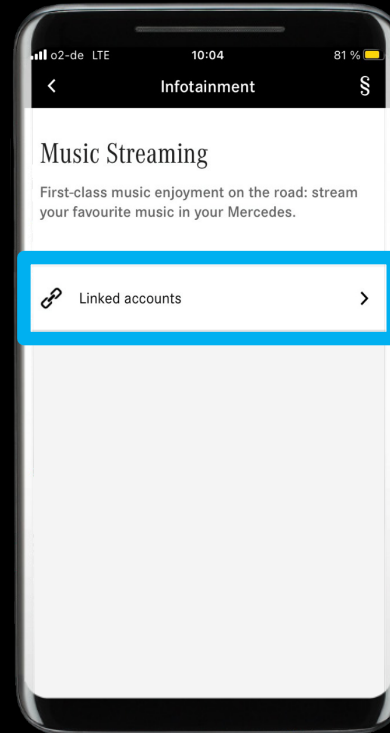 o2-de LTE 10:04 81 %
Infotainment §
Music Streaming
First-class music enjoyment on the road: stream
your favourite music in your Mercedes.
Linked accounts